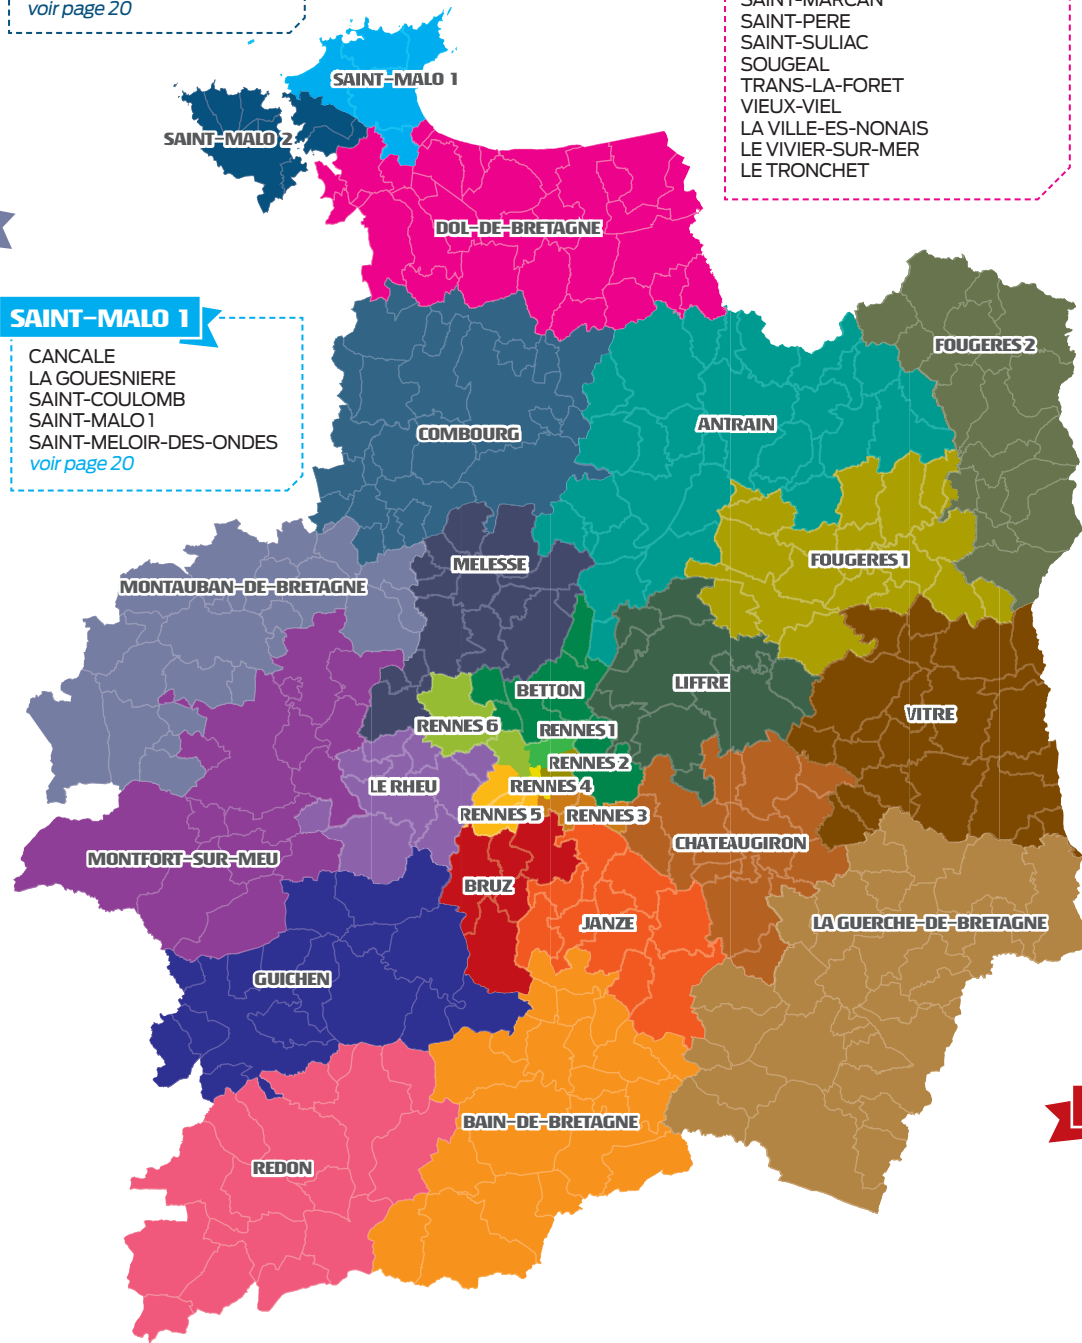 voir page 20
SAINT-MARCAN
SAINT-PERE
SAINT-SULIAC
SOUGEAL
TRANS-LA-FORET
VIEUX-VIEL
LA VILLE-ES-NONAIS
LE VIVIER-SUR-MER
LE TRONCHET
SAINT-MALO 1
SAINT-MALO 2
DOL-DE-BRETAGNE
SAINT-MALO 1
CANCALE
LA GOUESNIERE
SAINT-COULOMB
SAINT-MALO 1
SAINT-MELOIR-DES-ONDES
voir page 20
FOUGERES 2
ANTRAIN
COMBOURG
FOUGERES 1
MELESSE
MONTAUBAN-DE-BRETAGNE
LIFFRE
BETTON
VITRE
RENNES 6
RENNES 1
RENNES 2
LE RHEU
RENNES 4
RENNES 5
RENNES 3
CHATEAUGIRON
MONTFORT-SUR-MEU
BRUZ
JANZE
LA GUERCHE-DE-BRETAGNE
GUICHEN
BAIN-DE-BRETAGNE
REDON